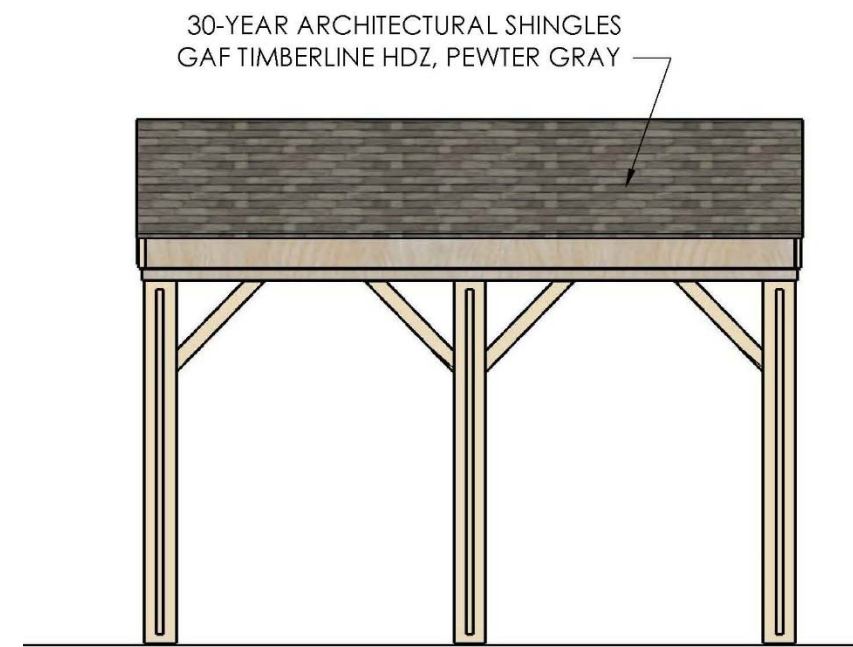 30-YEAR ARCHITECTURAL SHINGLES
GAF TIMBERLINE HDZ, PEWTER GRAY